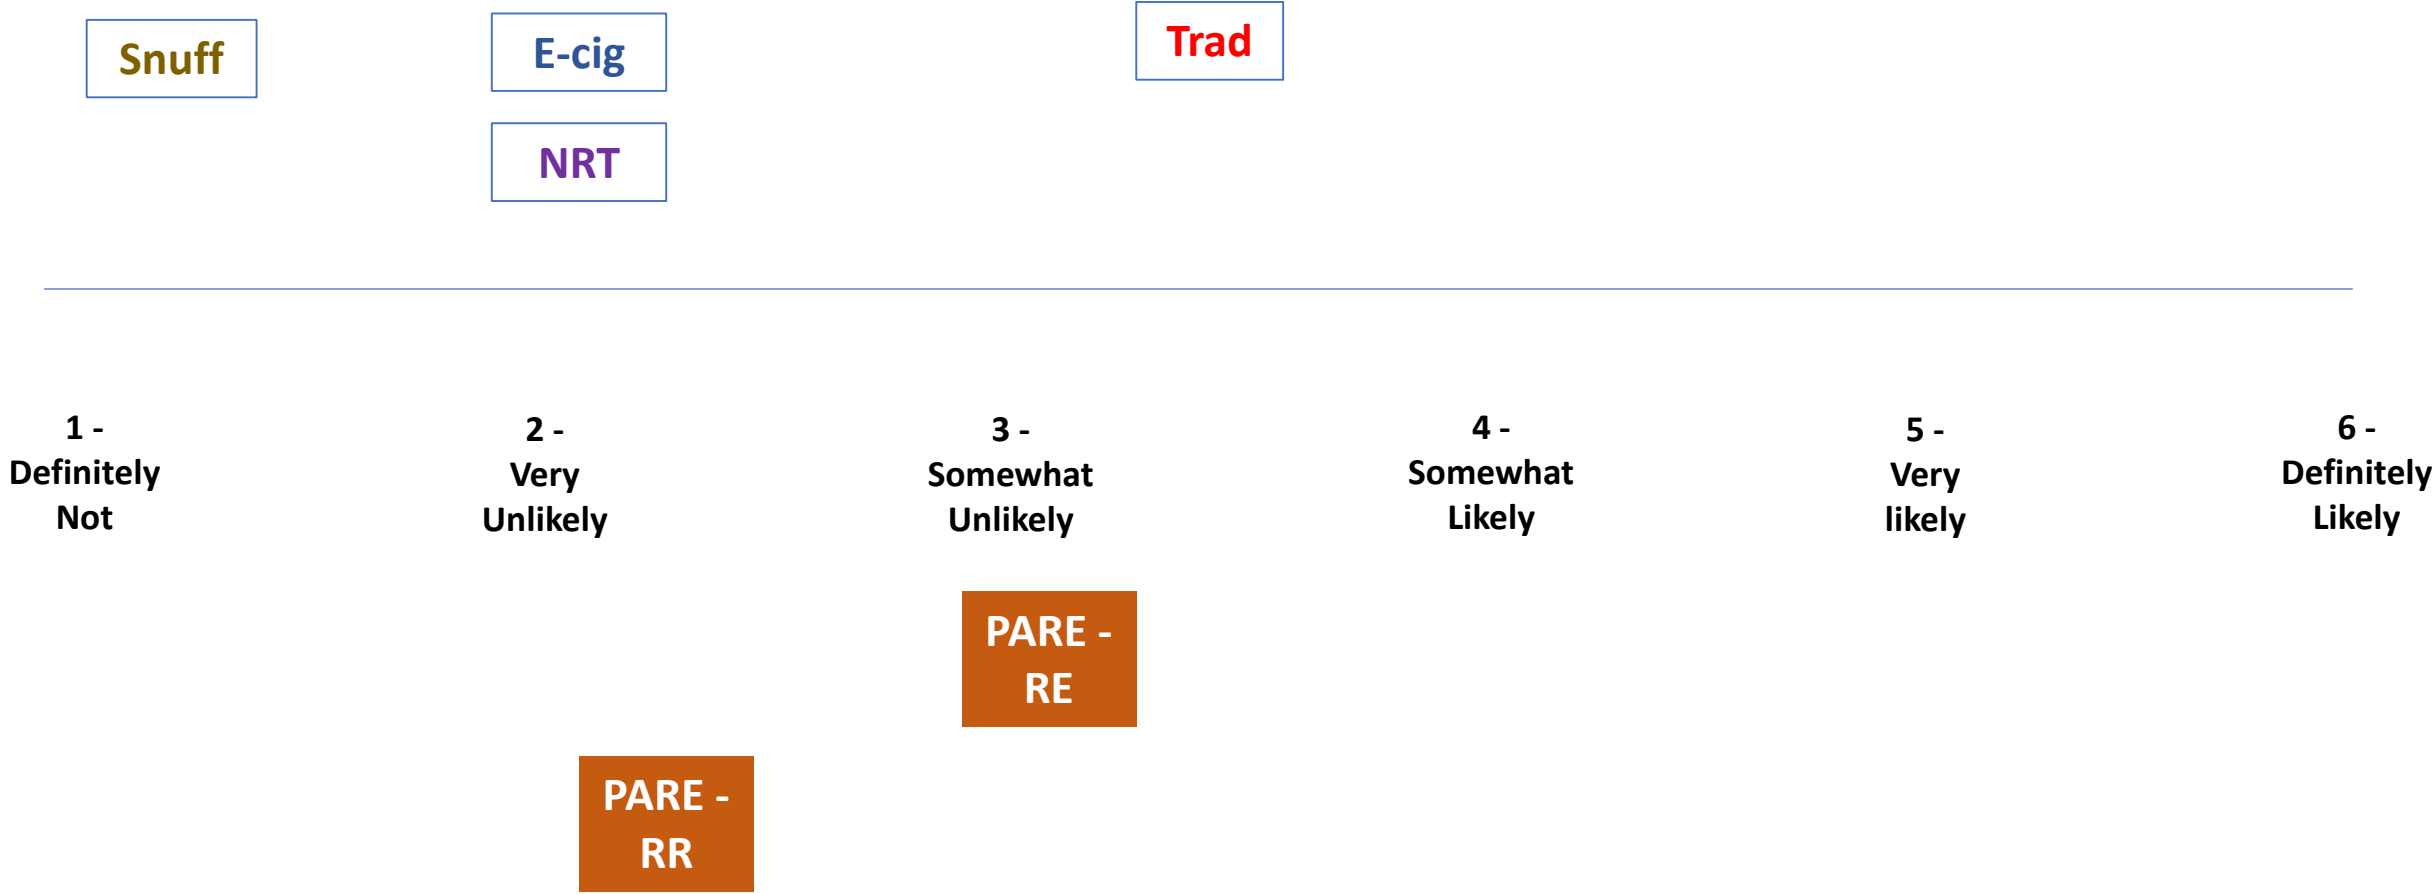 Snuff
E-cig
Trad
NRT
1 -
Definitely
Not
2 -
Very
Unlikely
3 -
Somewhat
Unlikely
4 -
Somewhat
Likely
5 -
Very
likely
6 -
Definitely
Likely
PARE -
RE
PARE -
RR